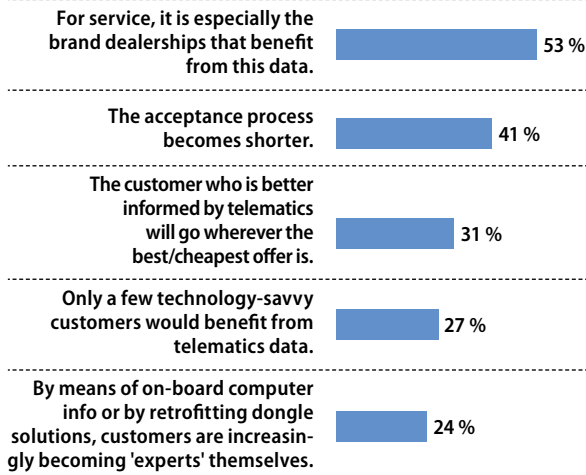 For service, it is especially the
brand dealerships that benefit
from this data.
53 %
The acceptance process
becomes shorter.
41 %
The customer who is better
informed by telematics
will go wherever the
best/cheapest offer is.
31 %
Only a few technology-savvy
customers would benefit from
telematics data.
27 %
By means of on-board computer
info or by retrofitting dongle
solutions, customers are increasin-
gly becoming 'experts' themselves.
24 %